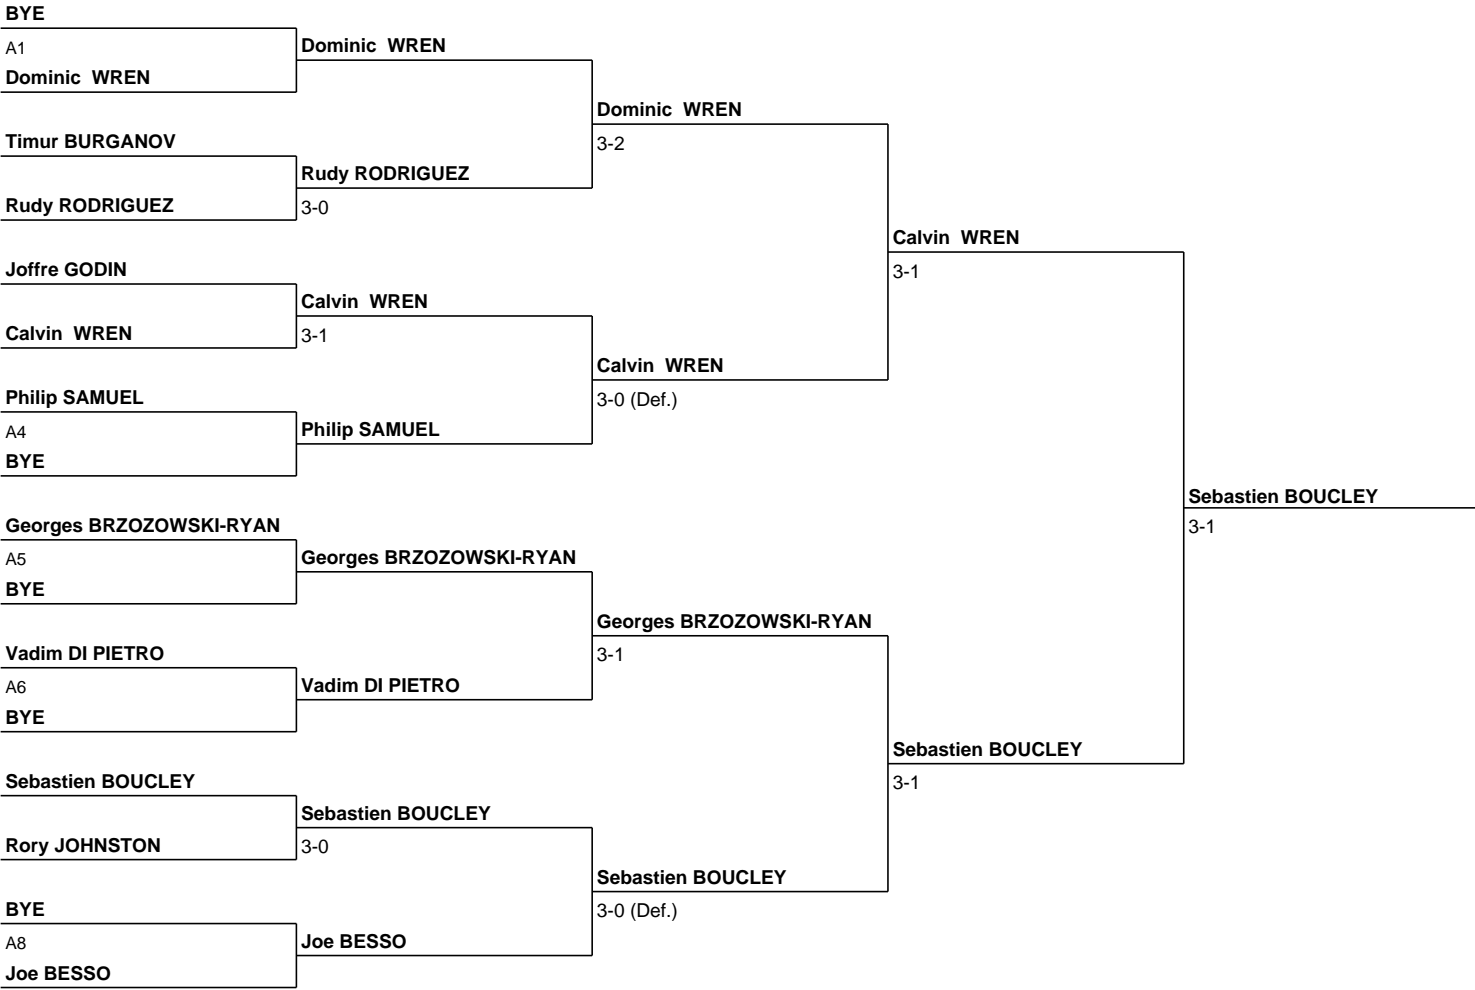 BYE
A1
Dominic  WREN
Timur BURGANOV
Rudy RODRIGUEZ
Joffre GODIN
Calvin  WREN
Philip SAMUEL
A4
BYE
Georges BRZOZOWSKI-RYAN
A5
BYE
Vadim DI PIETRO
A6
BYE
Sebastien BOUCLEY
Rory JOHNSTON
BYE
A8
Joe BESSO
Dominic  WREN
Rudy RODRIGUEZ
3-0
Calvin  WREN
3-1
Philip SAMUEL
Georges BRZOZOWSKI-RYAN
Vadim DI PIETRO
Sebastien BOUCLEY
3-0
Joe BESSO
Dominic  WREN
3-2
Calvin  WREN
3-0 (Def.)
Georges BRZOZOWSKI-RYAN
3-1
Sebastien BOUCLEY
3-0 (Def.)
Calvin  WREN
3-1
Sebastien BOUCLEY
3-1
Sebastien BOUCLEY
3-1